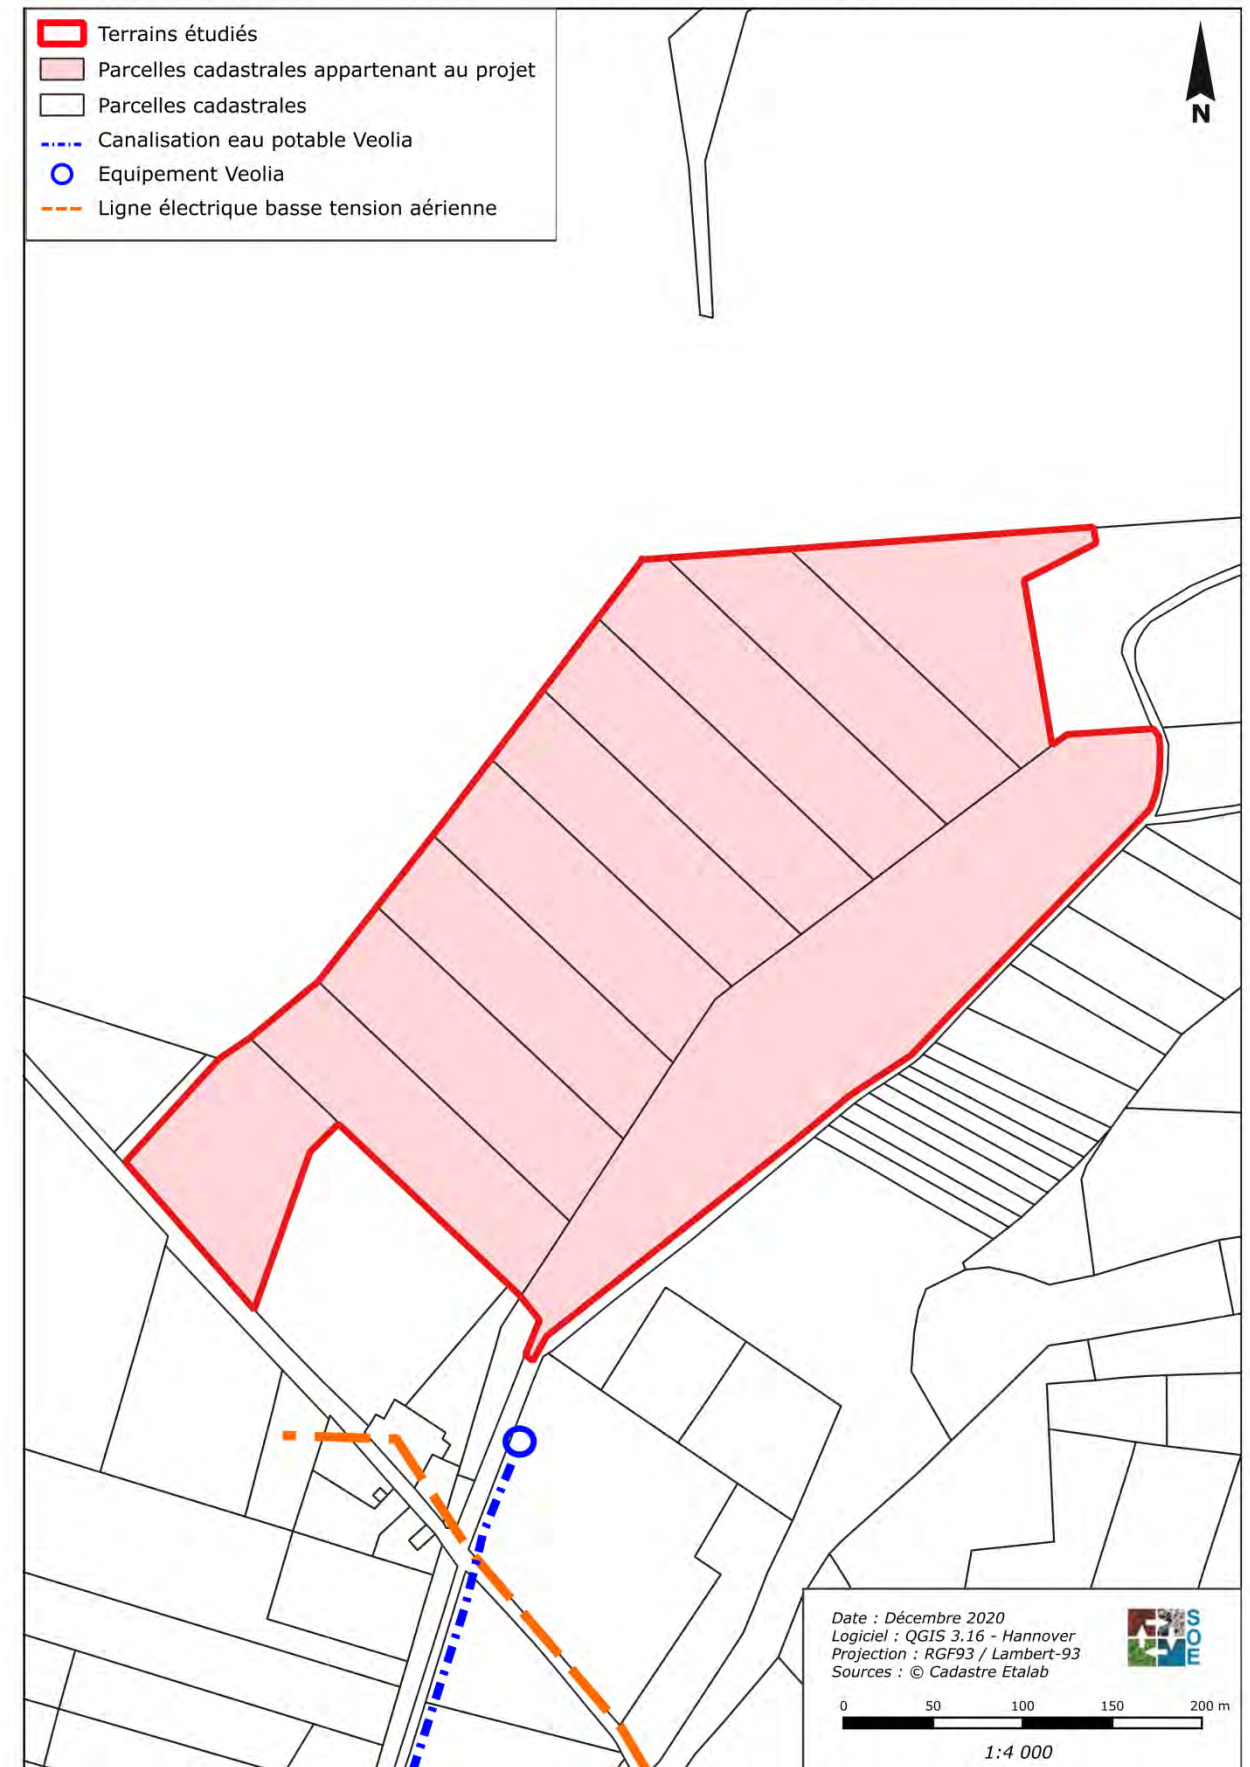 Terrains étudiés
Parcelles cadastrales appartenant au projet
Parcelles cadastrales
Canalisation eau potable Veolia
Equipement Veolia
Ligne électrique basse tension aérienne
N
Date : Décembre 2020
Logiciel : QGIS 3.16 - Hannover
Projection : RGF93 / Lambert-93
Sources : © Cadastre Etalab
SOE
0 50 100 150 200 m
1:4 000